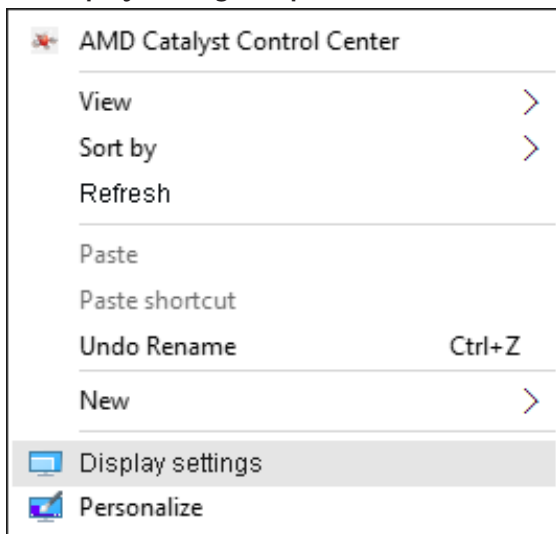 AMD Catalyst Control Center
View
Sort by
Refresh
Paste
Paste shortcut
Undo Rename Ctrl+Z
New
Display settings
Personalize